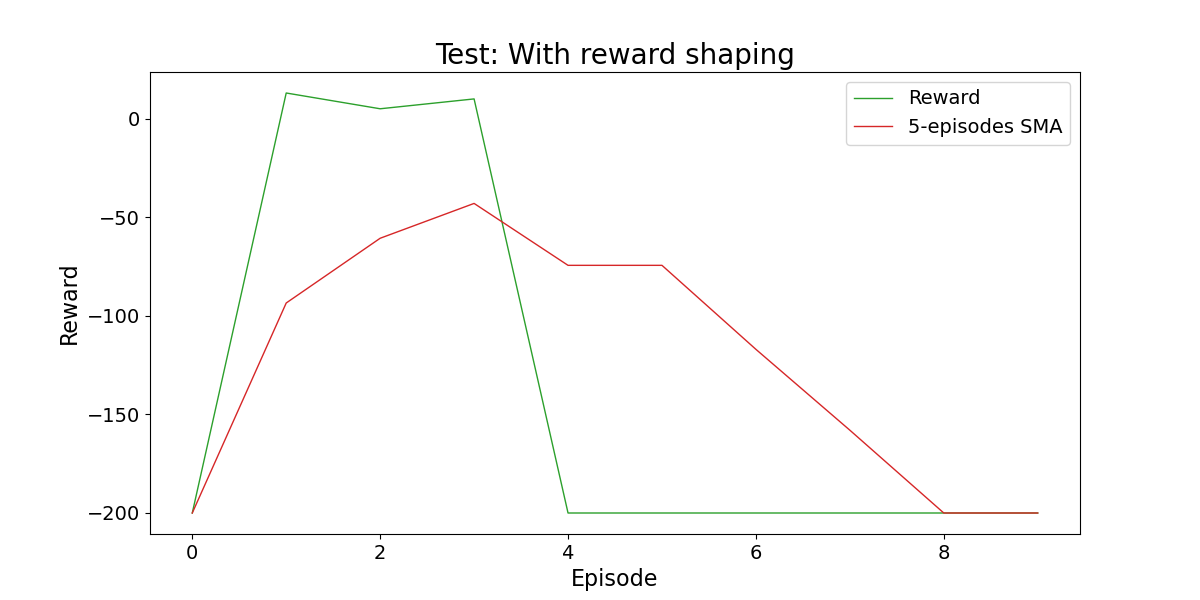 Test: With reward shaping
Reward
5-episodes SMA
0
−50
−100
−150
−200
Reward
0
2
4
6
8
Episode